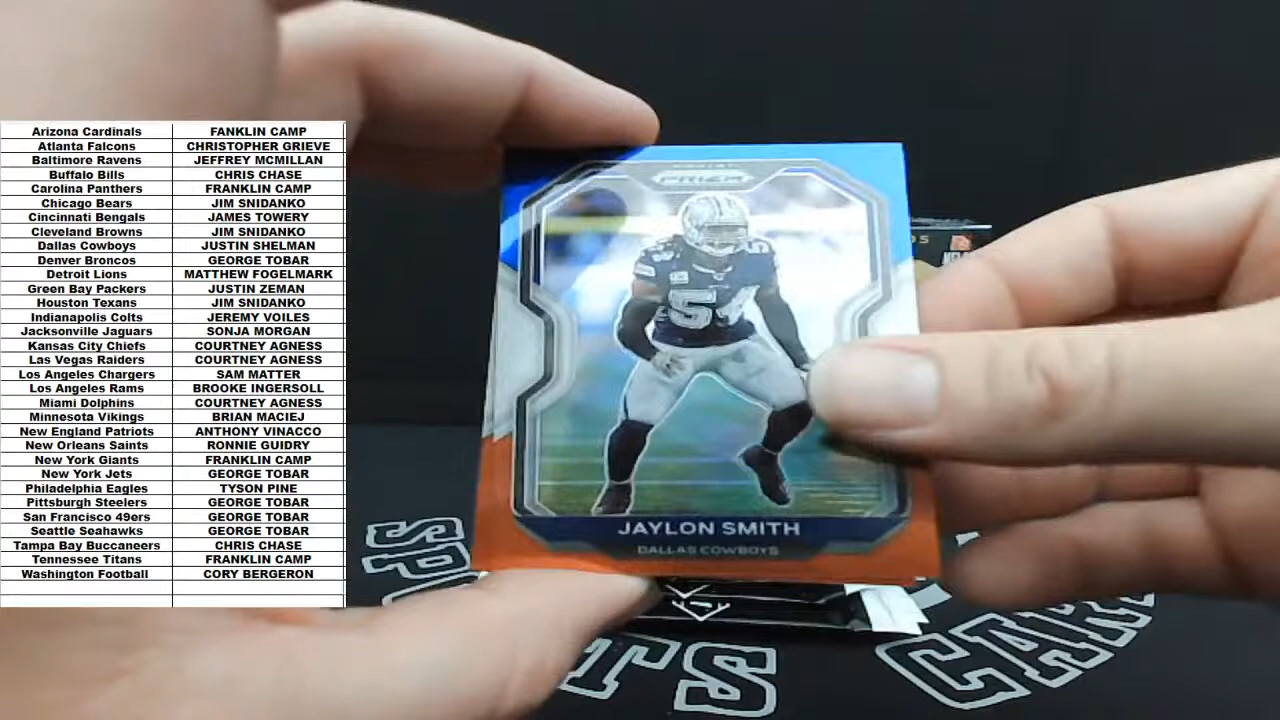 Arizona Cardinals FANKLIN CAMP
Atlanta Falcons CHRISTOPHER GRIEVE
Baltimore Ravens JEFFREY MCMILLAN
Buffalo Bills CHRIS CHASE
Carolina Panthers FRANKLIN CAMP
Chicago Bears JIM SNIDANKO
Cincinnati Bengals JAMES TOWERY
Cleveland Browns JIM SNIDANKO
Dallas Cowboys JUSTIN SHELMAN
Denver Broncos GEORGE TOBAR
Detroit Lions MATTHEW FOGELMARK
Green Bay Packers JUSTIN ZEMAN
Houston Texans JIM SNIDANKO
Indianapolis Colts JEREMY VOILES
Jacksonville Jaguars SONJA MORGAN
Kansas City Chiefs COURTNEY AGNESS
Las Vegas Raiders COURTNEY AGNESS
Los Angeles Chargers SAM MATTER
Los Angeles Rams BROOKE INGERSOLL
Miami Dolphins COURTNEY AGNESS
Minnesota Vikings BRIAN MACIEJ
New England Patriots ANTHONY VINACCO
New Orleans Saints RONNIE GUIDRY
New York Giants FRANKLIN CAMP
New York Jets GEORGE TOBAR
Philadelphia Eagles TYSON PINE
Pittsburgh Steelers GEORGE TOBAR
San Francisco 49ers GEORGE TOBAR
Seattle Seahawks GEORGE TOBAR
Tampa Bay Buccaneers CHRIS CHASE
Tennessee Titans FRANKLIN CAMP
Washington Football CORY BERGERON
54
JAYLON SMITH
DALLAS COWBOYS